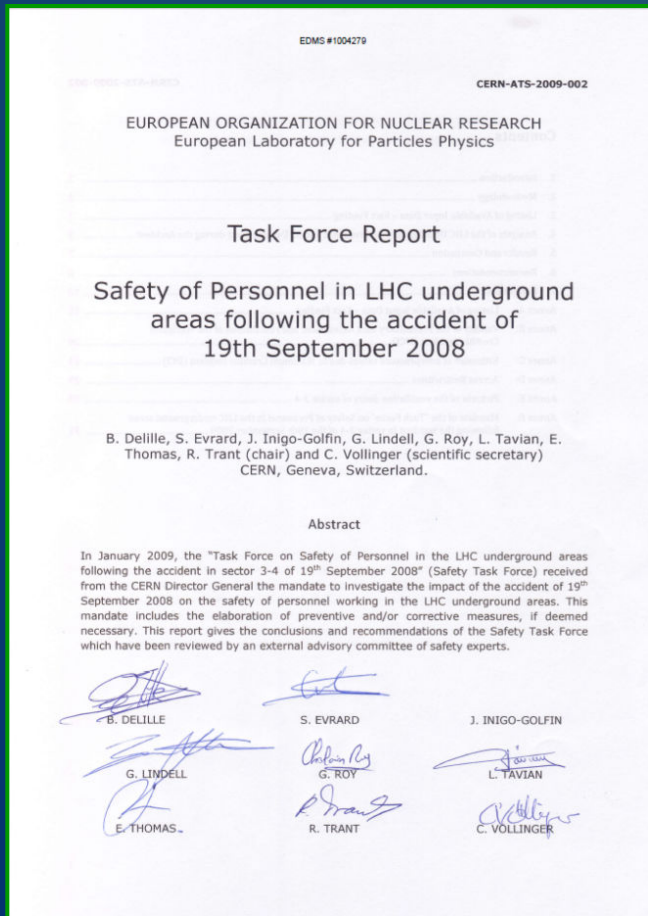 EDMS #1004279
CERN-ATS-2009-002
EUROPEAN ORGANIZATION FOR NUCLEAR RESEARCH
European Laboratory for Particles Physics
Task Force Report
Safety of Personnel in LHC underground
areas following the accident of
19th September 2008
B. Delille, S. Evrard, J. Inigo-Golfin, G. Lindell, G. Roy, L. Tavian, E.
Thomas, R. Trant (chair) and C. Vollinger (scientific secretary)
CERN, Geneva, Switzerland.
Abstract
In January 2009, the "Task Force on Safety of Personnel in the LHC underground areas
following the accident in sector 3-4 of 19th September 2008" (Safety Task Force) received
from the CERN Director General the mandate to investigate the impact of the accident of 19th
September 2008 on the safety of personnel working in the LHC underground areas. This
mandate includes the elaboration of preventive and/or corrective measures, if deemed
necessary. This report gives the conclusions and recommendations of the Safety Task Force
which have been reviewed by an external advisory committee of safety experts.
B. DELILLE S. EVRARD J. INIGO-GOLFIN
G. LINDELL G. ROY L. TAVIAN
E. THOMAS R. TRANT C. VOLLINGER